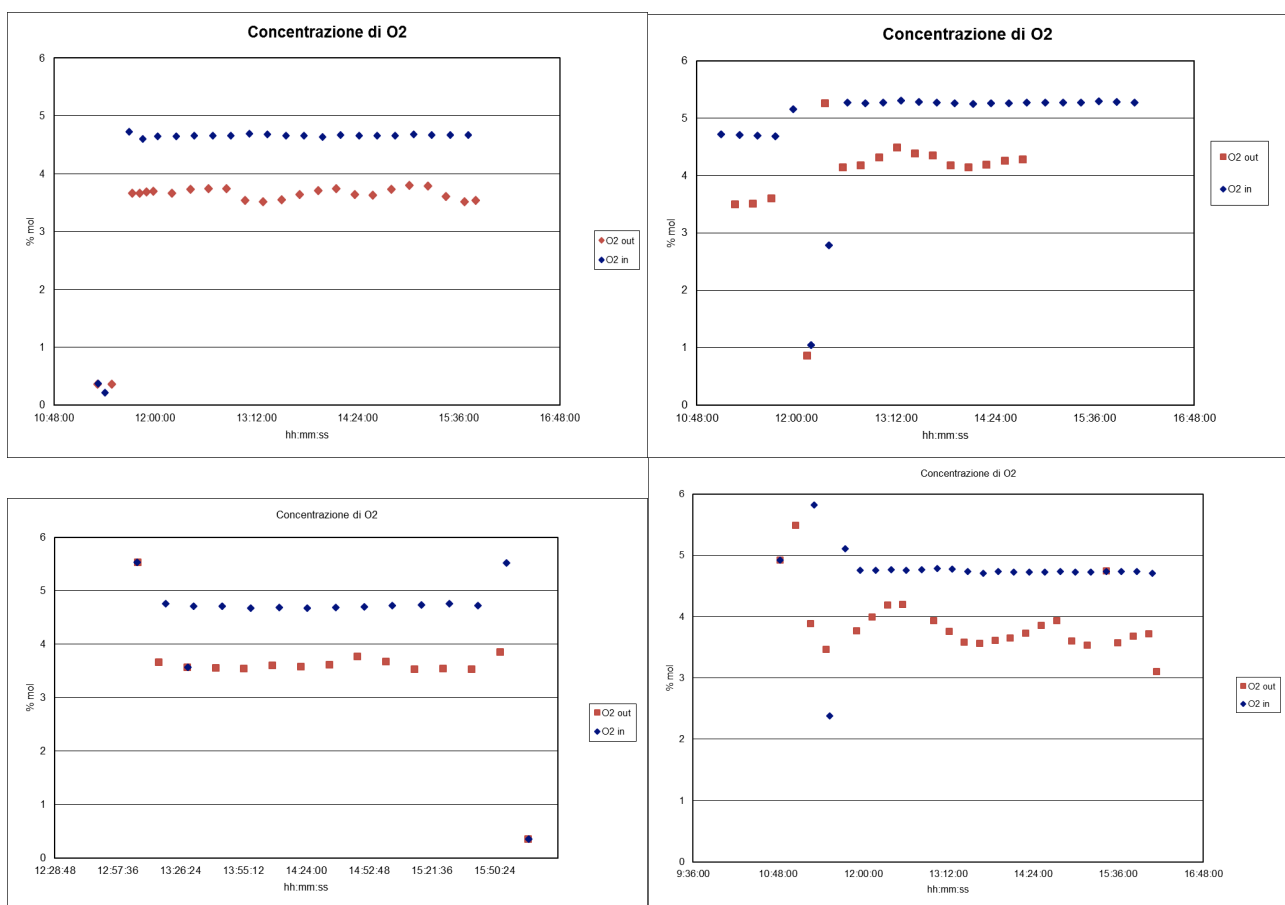 Concentrazione di O2
6
5
4
3
2
1
0
% mol
10:48:00 12:00:00 13:12:00 14:24:00 15:36:00 16:48:00
hh:mm:ss
O2 out
O2 in
Concentrazione di O2
6
5
4
3
2
1
0
% mol
10:48:00 12:00:00 13:12:00 14:24:00 15:36:00 16:48:00
hh:mm:ss
O2 out
O2 in
Concentrazione di O2
6
5
4
3
2
1
0
% mol
12:28:48 12:57:36 13:26:24 13:55:12 14:24:00 14:52:48 15:21:36 15:50:24
hh:mm:ss
O2 out
O2 in
Concentrazione di O2
6
5
4
3
2
1
0
% mol
9:36:00 10:48:00 12:00:00 13:12:00 14:24:00 15:36:00 16:48:00
hh:mm:ss
O2 out
O2 in